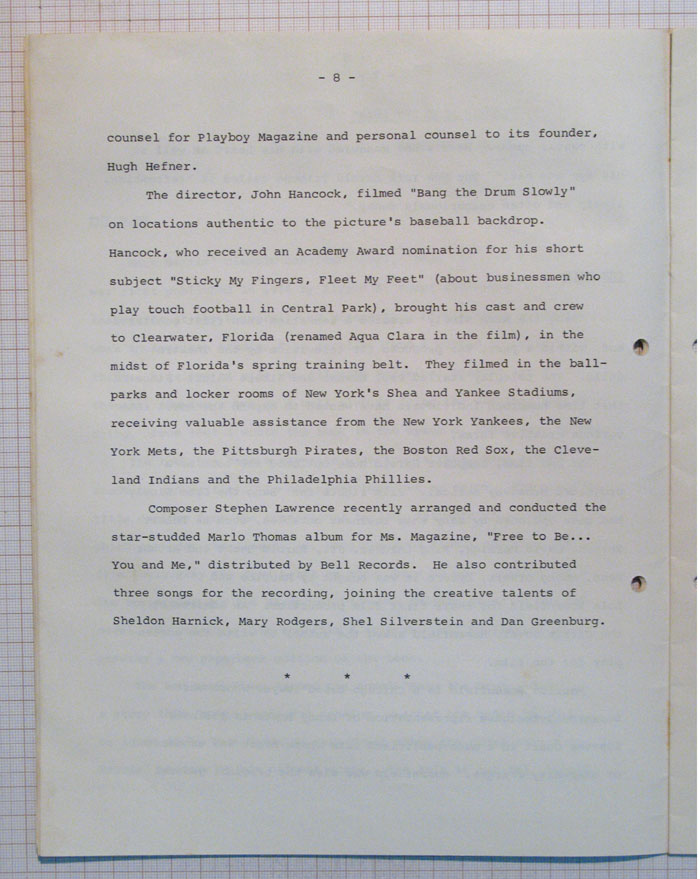 - 8 -
counsel for Playboy Magazine and personal counsel to its founder,
Hugh Hefner.
The director, John Hancock, filmed "Bang the Drum Slowly"
on locations authentic to the picture's baseball backdrop.
Hancock, who received an Academy Award nomination for his short
subject "Sticky My Fingers, Fleet My Feet" (about businessmen who
play touch football in Central Park), brought his cast and crew
to Clearwater, Florida (renamed Aqua Clara in the film), in the
midst of Florida's spring training belt.  They filmed in the ball-
parks and locker rooms of New York's Shea and Yankee Stadiums,
receiving valuable assistance from the New York Yankees, the New
York Mets, the Pittsburgh Pirates, the Boston Red Sox, the Cleve-
land Indians and the Philadelphia Phillies.
Composer Stephen Lawrence recently arranged and conducted the
star-studded Marlo Thomas album for Ms. Magazine, "Free to Be...
You and Me," distributed by Bell Records.  He also contributed
three songs for the recording, joining the creative talents of
Sheldon Harnick, Mary Rodgers, Shel Silverstein and Dan Greenburg.
* * *